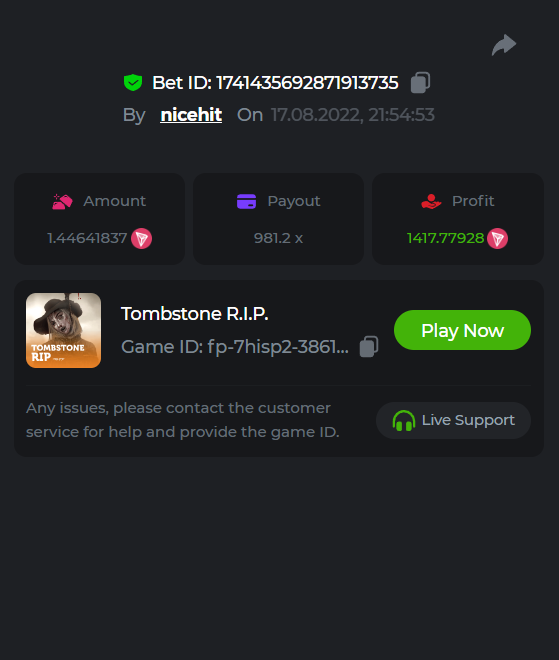 Bet ID: 1741435692871913735
By nicehit On 17.08.2022, 21:54:53
Amount Payout Profit
1.44641837 981.2 x 1417.77928
TOMBSTONE
RIP
Tombstone R.I.P.
Game ID: fp-7hisp2-3861...
Play Now
Any issues, please contact the customer
service for help and provide the game ID.
Live Support